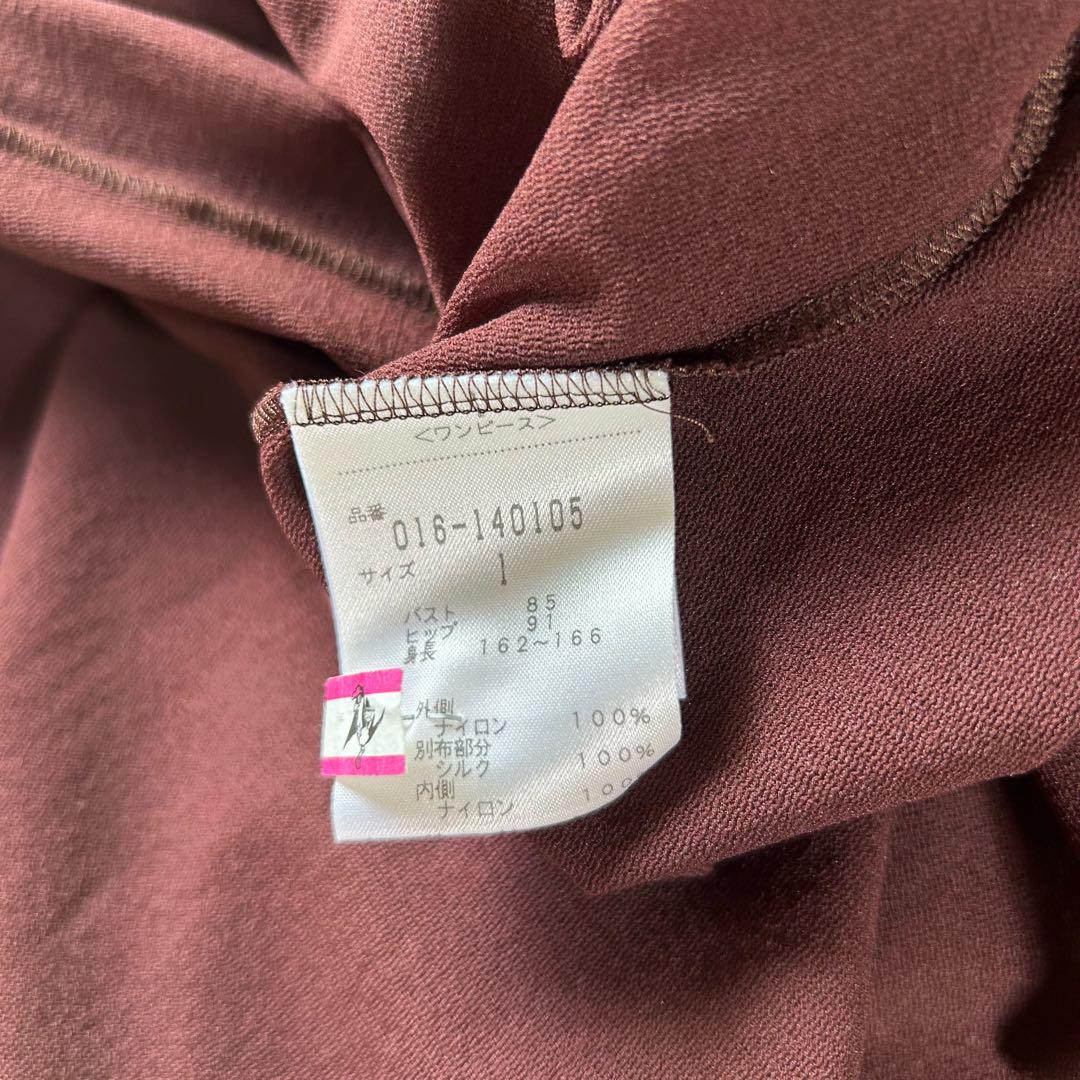 <ワンピース>
品番 016-140105
サイズ 1
バスト 85
ヒップ 91
身長 162~166
外側
ナイロン 100%
別布部分
シルク 100%
内側
ナイロン